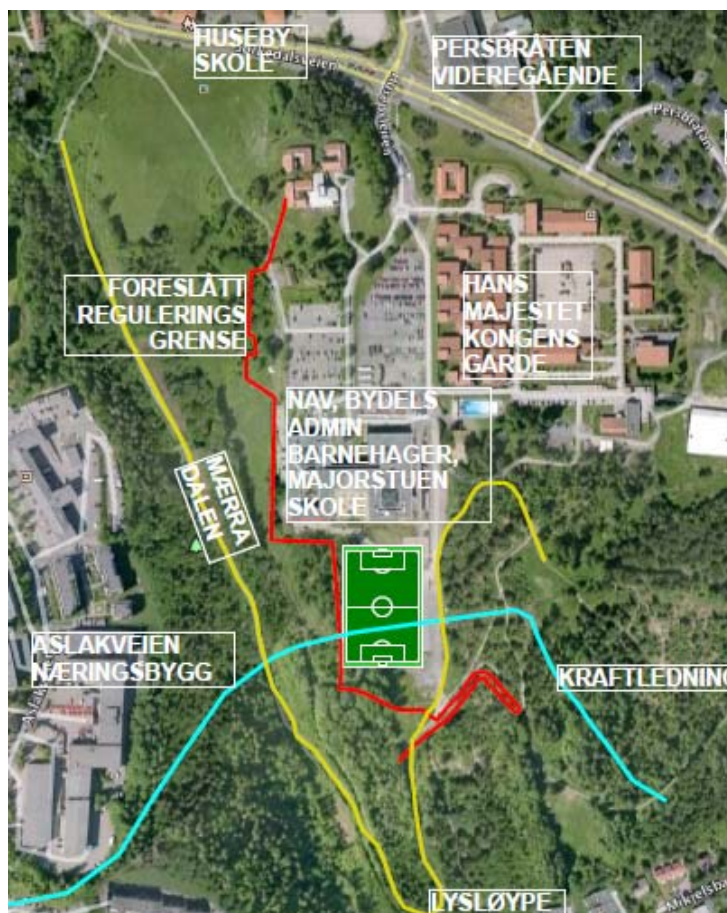 HUSEBY
SKOLE
PERSBRÅTEN
VIDEREGÅENDE
Persbråten
FORESLÅTT
REGULERINGS
GRENSE
HANS
MAJESTET
KONGENS
GARDE
NAV, BYDELS
ADMIN
BARNEHAGER,
MAJORSTUEN
SKOLE
MÆRRA
DALEN
ASLAKVEIEN
NÆRINGSBYGG
KRAFTLEDNING
LYSLØYPE